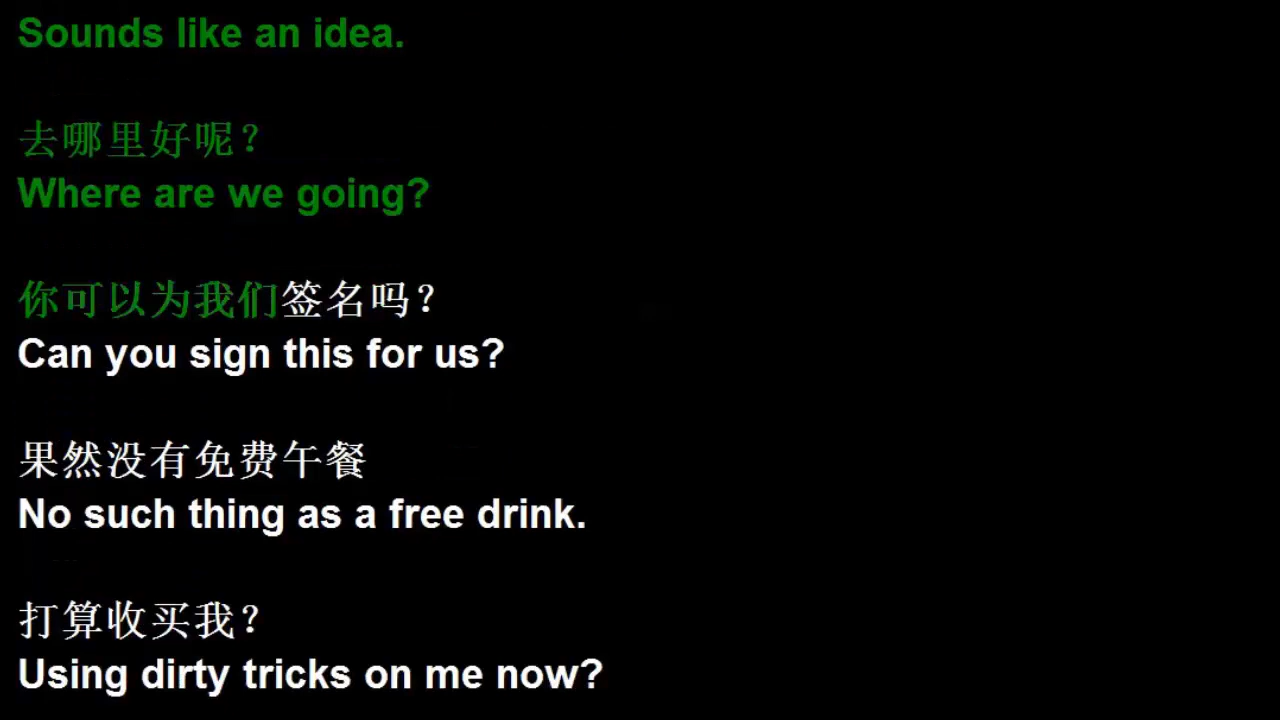 Sounds like an idea.
去哪里好呢？
Where are we going?
你可以为我们签名吗？
Can you sign this for us?
果然没有免费午餐
No such thing as a free drink.
打算收买我？
Using dirty tricks on me now?